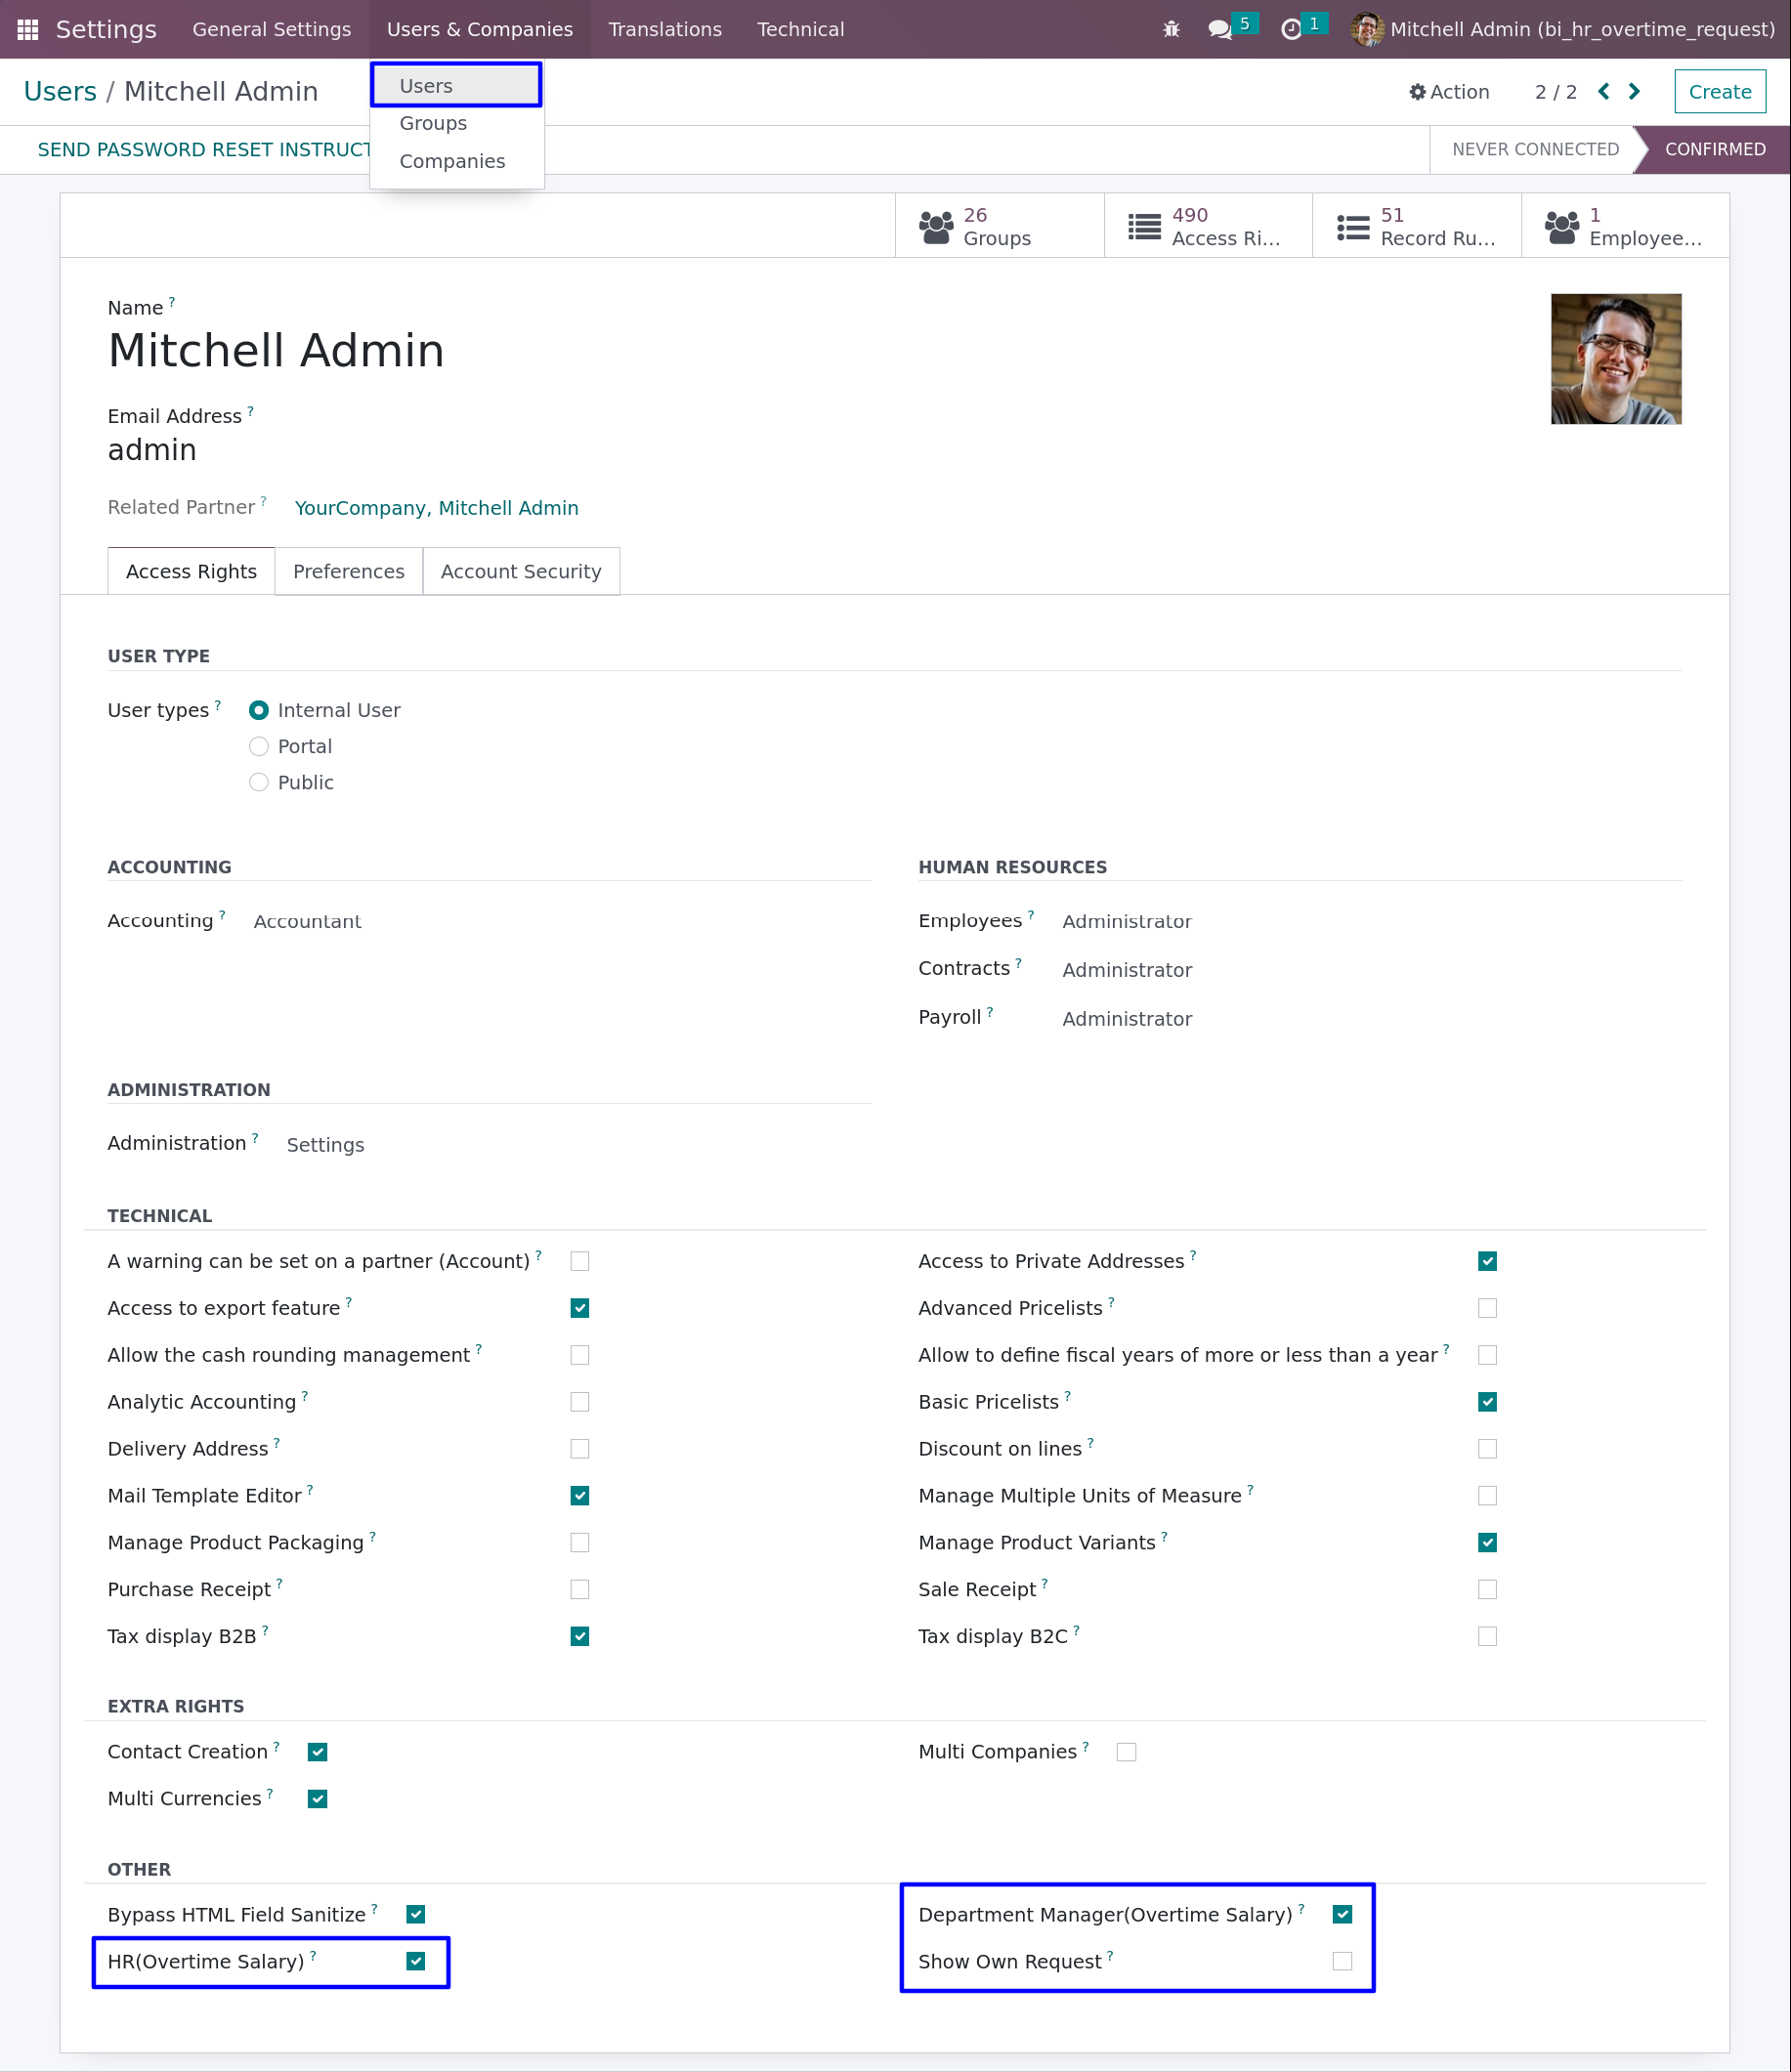 Settings General Settings Users & Companies Translations Technical 5 1 Mitchell Admin (bi_hr_overtime_request)
Users / Mitchell Admin Action 2 / 2 Create
Users
Groups
Companies
SEND PASSWORD RESET INSTRUCT NEVER CONNECTED CONFIRMED
26 Groups
490 Access Ri...
51 Record Ru...
1 Employee...
Name ?
Mitchell Admin
Email Address ?
admin
Related Partner ? YourCompany, Mitchell Admin
Access Rights Preferences Account Security
USER TYPE
User types ? Internal User
Portal
Public
ACCOUNTING HUMAN RESOURCES
Accounting ? Accountant Employees ? Administrator
Contracts ? Administrator
Payroll ? Administrator
ADMINISTRATION
Administration ? Settings
TECHNICAL
A warning can be set on a partner (Account) ? Access to Private Addresses ?
Access to export feature ? Advanced Pricelists ?
Allow the cash rounding management ? Allow to define fiscal years of more or less than a year ?
Analytic Accounting ? Basic Pricelists ?
Delivery Address ? Discount on lines ?
Mail Template Editor ? Manage Multiple Units of Measure ?
Manage Product Packaging ? Manage Product Variants ?
Purchase Receipt ? Sale Receipt ?
Tax display B2B ? Tax display B2C ?
EXTRA RIGHTS
Contact Creation ? Multi Companies ?
Multi Currencies ?
OTHER
Bypass HTML Field Sanitize ? Department Manager(Overtime Salary) ?
HR(Overtime Salary) ? Show Own Request ?